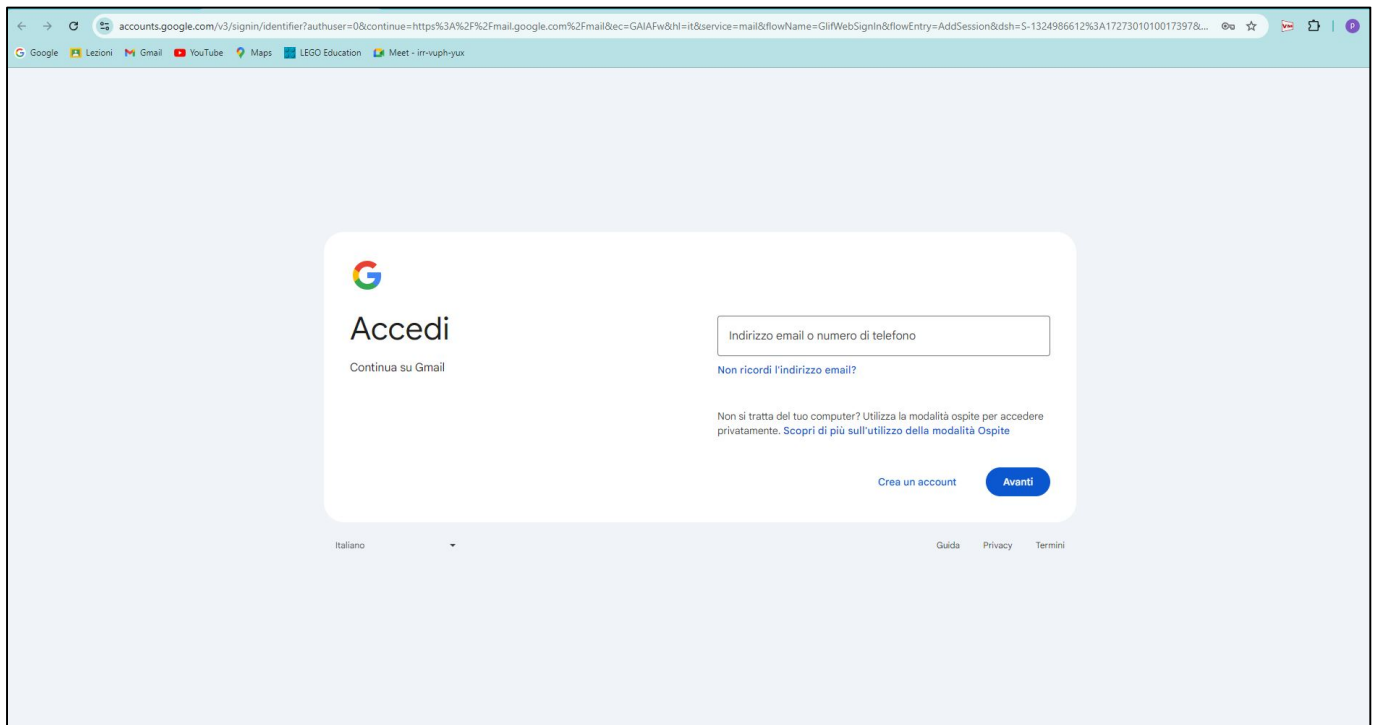 accounts.google.com/v3/signin/identifier?authuser=0&continue=https%3A%2F%2Fmail.google.com%2Fmail&ec=GAlAFw&hl=it&service=mail&flowName=GlifWebSignIn&flowEntry=AddSession&dsh=S-1324986612%3A1727301010017397&...
Google Lezioni Gmail YouTube Maps LEGO Education Meet - irr-vuph-yux
Accedi
Continua su Gmail
Indirizzo email o numero di telefono
Non ricordi l'indirizzo email?
Non si tratta del tuo computer? Utilizza la modalità ospite per accedere
privatamente. Scopri di più sull'utilizzo della modalità Ospite
Crea un account Avanti
Italiano Guida Privacy Termini